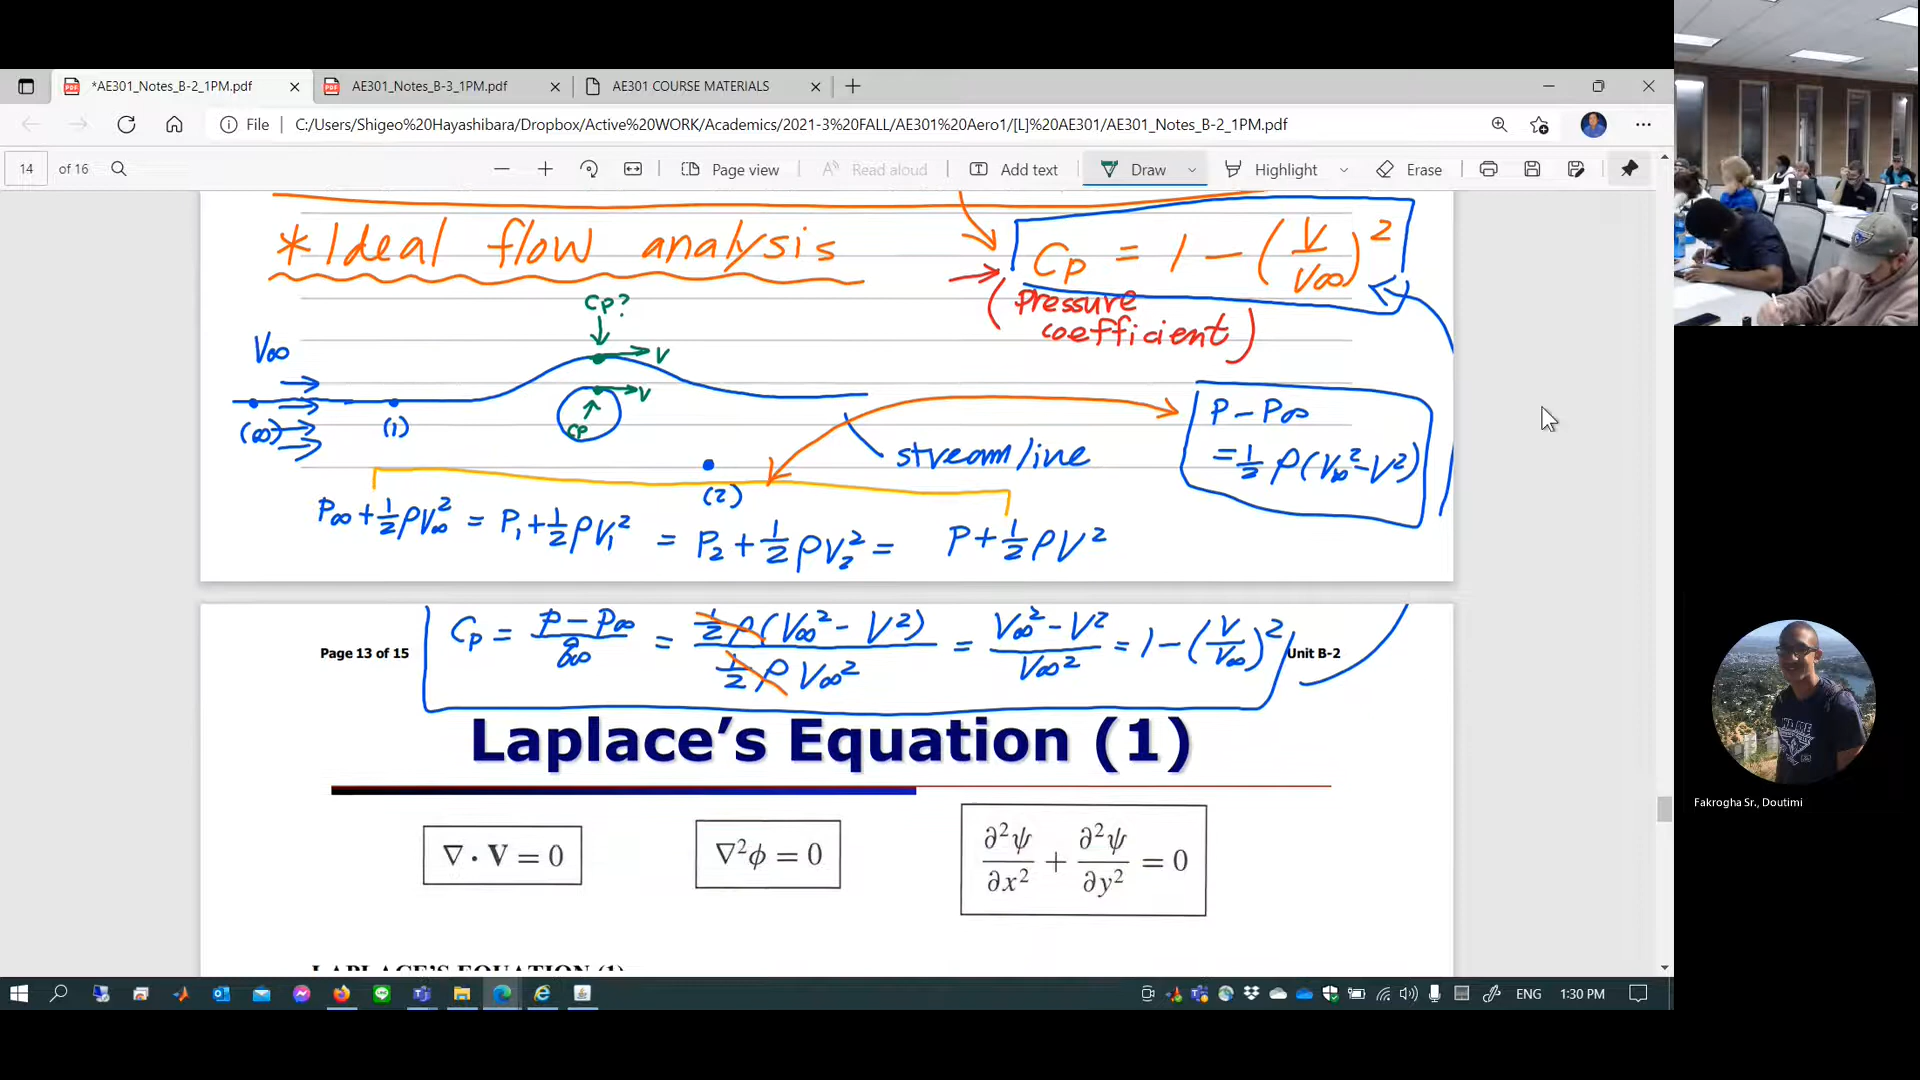 *AE301_Notes_B-2_1PM.pdf
AE301_Notes_B-3_1PM.pdf
AE301 COURSE MATERIALS
File
C:/Users/Shigeo%20Hayashibara/Dropbox/Active%20WORK/Academics/2021-3%20FALL/AE301%20Aero1/[L]%20AE301/AE301_Notes_B-2_1PM.pdf
14 of 16
Page view
Read aloud
Add text
Draw
Highlight
Erase
*Ideal flow analysis
Cp = 1 - (V/V∞)²
(pressure
coefficient)
Cp?
V∞
V
V
(∞)
(1)
Cp
P - P∞
= ½ ρ(V∞² - V²)
streamline
(2)
P∞ + ½ρV∞² = P₁ + ½ρV₁² = P₂ + ½ρV₂² = P + ½ρV²
Cp = (P - P∞)/q∞ = ½ρ(V∞² - V²) / ½ρV∞² = (V∞² - V²)/V∞² = 1 - (V/V∞)²
Page 13 of 15
Unit B-2
Laplace’s Equation (1)
∇ · V = 0
∇²ϕ = 0
∂²ψ/∂x² + ∂²ψ/∂y² = 0
LAPLACE'S EQUATION (1)
Fakrogha Sr., Doutimi
ENG
1:30 PM